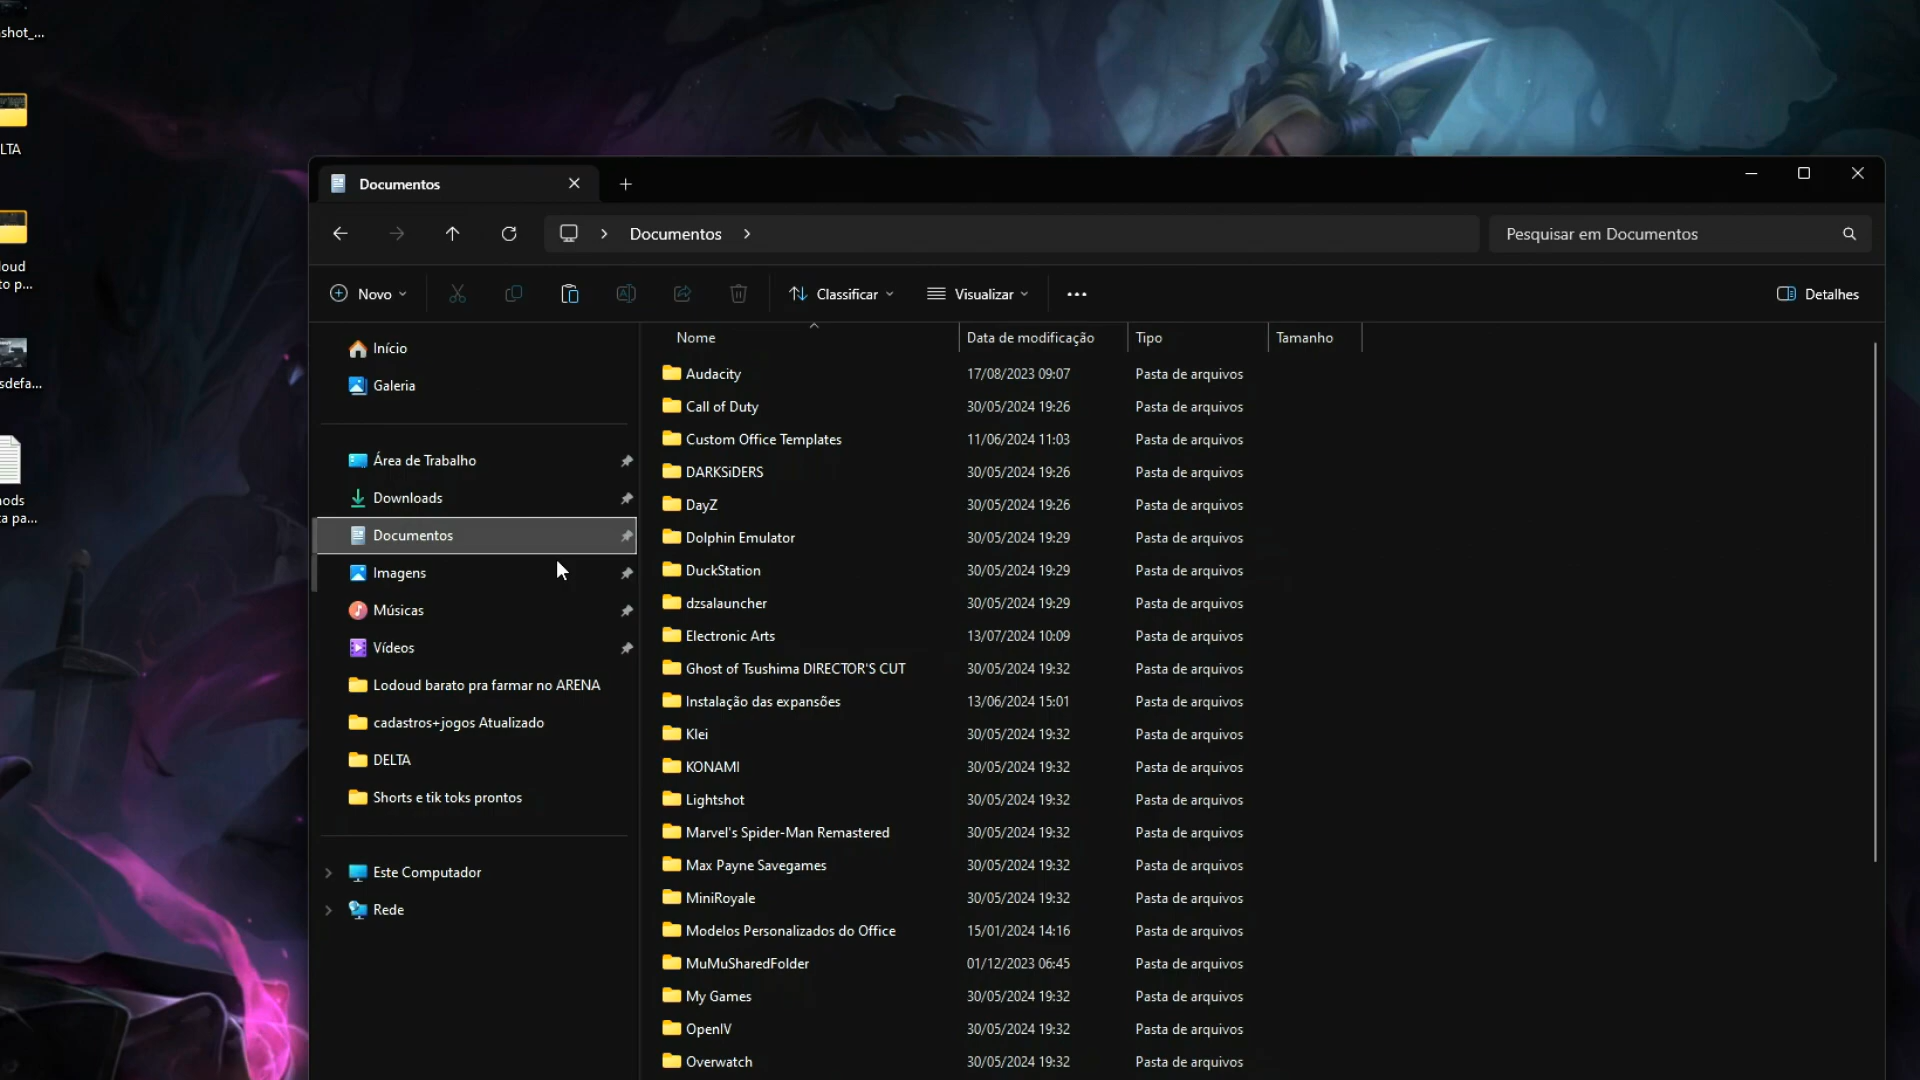 shot_...
LTA
oud
to p...
sdefa...
nods
ta pa...
Documentos
Documentos
Pesquisar em Documentos
Novo
Classificar
Visualizar
Detalhes
Início
Galeria
Área de Trabalho
Downloads
Documentos
Imagens
Músicas
Vídeos
Lodoud barato pra farmar no ARENA
cadastros+jogos Atualizado
DELTA
Shorts e tik toks prontos
Este Computador
Rede
Nome Data de modificação Tipo Tamanho
Audacity 17/08/2023 09:07 Pasta de arquivos
Call of Duty 30/05/2024 19:26 Pasta de arquivos
Custom Office Templates 11/06/2024 11:03 Pasta de arquivos
DARKSiDERS 30/05/2024 19:26 Pasta de arquivos
DayZ 30/05/2024 19:26 Pasta de arquivos
Dolphin Emulator 30/05/2024 19:29 Pasta de arquivos
DuckStation 30/05/2024 19:29 Pasta de arquivos
dzsalauncher 30/05/2024 19:29 Pasta de arquivos
Electronic Arts 13/07/2024 10:09 Pasta de arquivos
Ghost of Tsushima DIRECTOR'S CUT 30/05/2024 19:32 Pasta de arquivos
Instalação das expansões 13/06/2024 15:01 Pasta de arquivos
Klei 30/05/2024 19:32 Pasta de arquivos
KONAMI 30/05/2024 19:32 Pasta de arquivos
Lightshot 30/05/2024 19:32 Pasta de arquivos
Marvel's Spider-Man Remastered 30/05/2024 19:32 Pasta de arquivos
Max Payne Savegames 30/05/2024 19:32 Pasta de arquivos
MiniRoyale 30/05/2024 19:32 Pasta de arquivos
Modelos Personalizados do Office 15/01/2024 14:16 Pasta de arquivos
MuMuSharedFolder 01/12/2023 06:45 Pasta de arquivos
My Games 30/05/2024 19:32 Pasta de arquivos
OpenIV 30/05/2024 19:32 Pasta de arquivos
Overwatch 30/05/2024 19:32 Pasta de arquivos